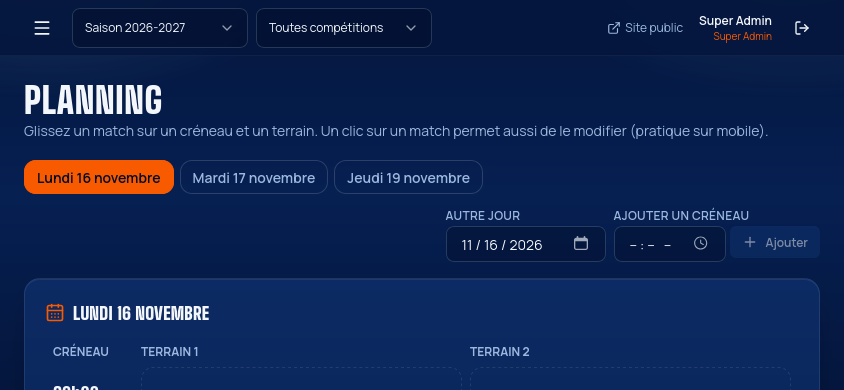 Saison 2026-2027
Toutes compétitions
Site public
Super Admin
Super Admin
PLANNING
Glissez un match sur un créneau et un terrain. Un clic sur un match permet aussi de le modifier (pratique sur mobile).
Lundi 16 novembre
Mardi 17 novembre
Jeudi 19 novembre
AUTRE JOUR
AJOUTER UN CRÉNEAU
11 / 16 / 2026
– : – –
Ajouter
LUNDI 16 NOVEMBRE
CRÉNEAU
TERRAIN 1
TERRAIN 2